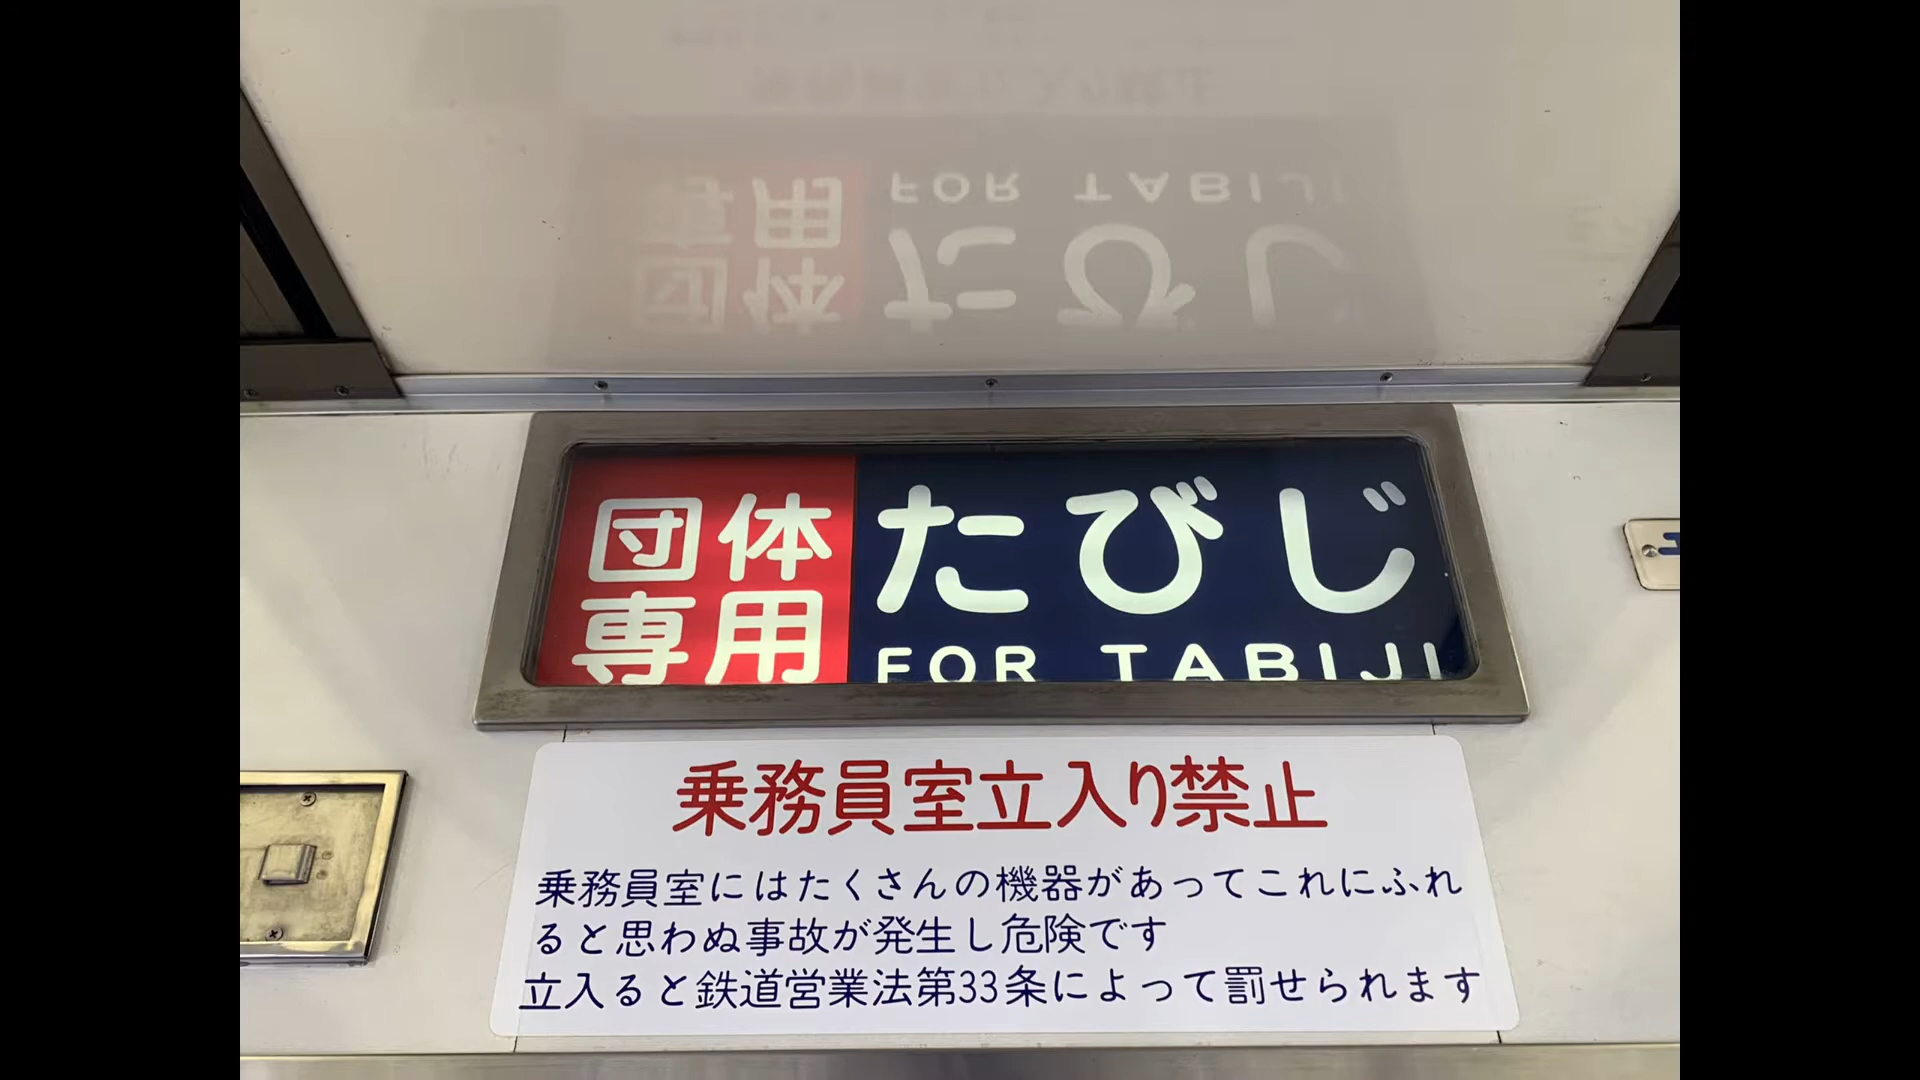 団体
専用
たびじ
FOR TABIJI
乗務員室立入り禁止
乗務員室にはたくさんの機器があってこれにふれ
ると思わぬ事故が発生し危険です
立入ると鉄道営業法第33条によって罰せられます